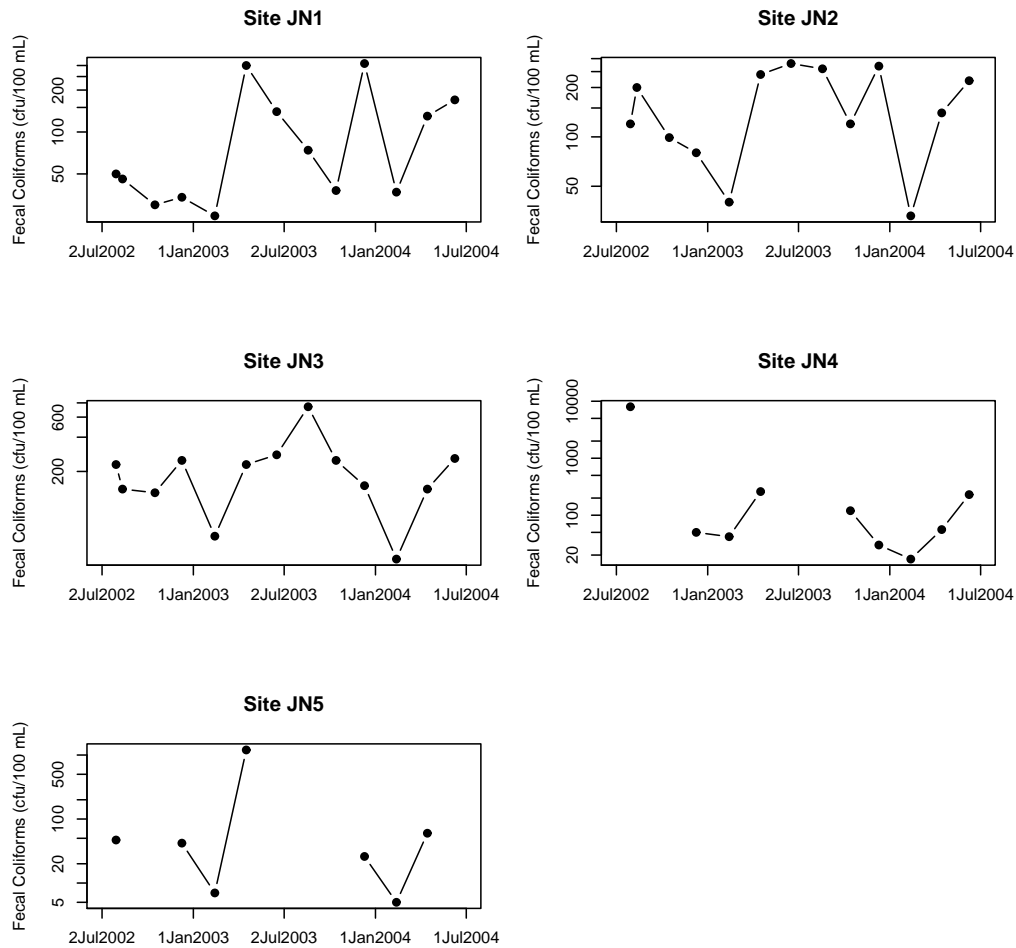 Site JN1
Fecal Coliforms (cfu/100 mL)
200
100
50
2Jul2002 1Jan2003 2Jul2003 1Jan2004 1Jul2004
Site JN2
Fecal Coliforms (cfu/100 mL)
200
100
50
2Jul2002 1Jan2003 2Jul2003 1Jan2004 1Jul2004
Site JN3
Fecal Coliforms (cfu/100 mL)
600
200
2Jul2002 1Jan2003 2Jul2003 1Jan2004 1Jul2004
Site JN4
Fecal Coliforms (cfu/100 mL)
10000
1000
100
20
2Jul2002 1Jan2003 2Jul2003 1Jan2004 1Jul2004
Site JN5
Fecal Coliforms (cfu/100 mL)
500
100
20
5
2Jul2002 1Jan2003 2Jul2003 1Jan2004 1Jul2004